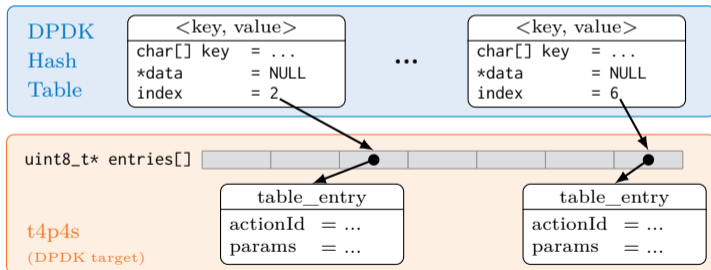 DPDK
Hash
Table
<key, value>
char[] key = ...
*data = NULL
index = 2
...
<key, value>
char[] key = ...
*data = NULL
index = 6
uint8_t* entries[]
table_entry
actionId = ...
params = ...
table_entry
actionId = ...
params = ...
t4p4s
(DPDK target)